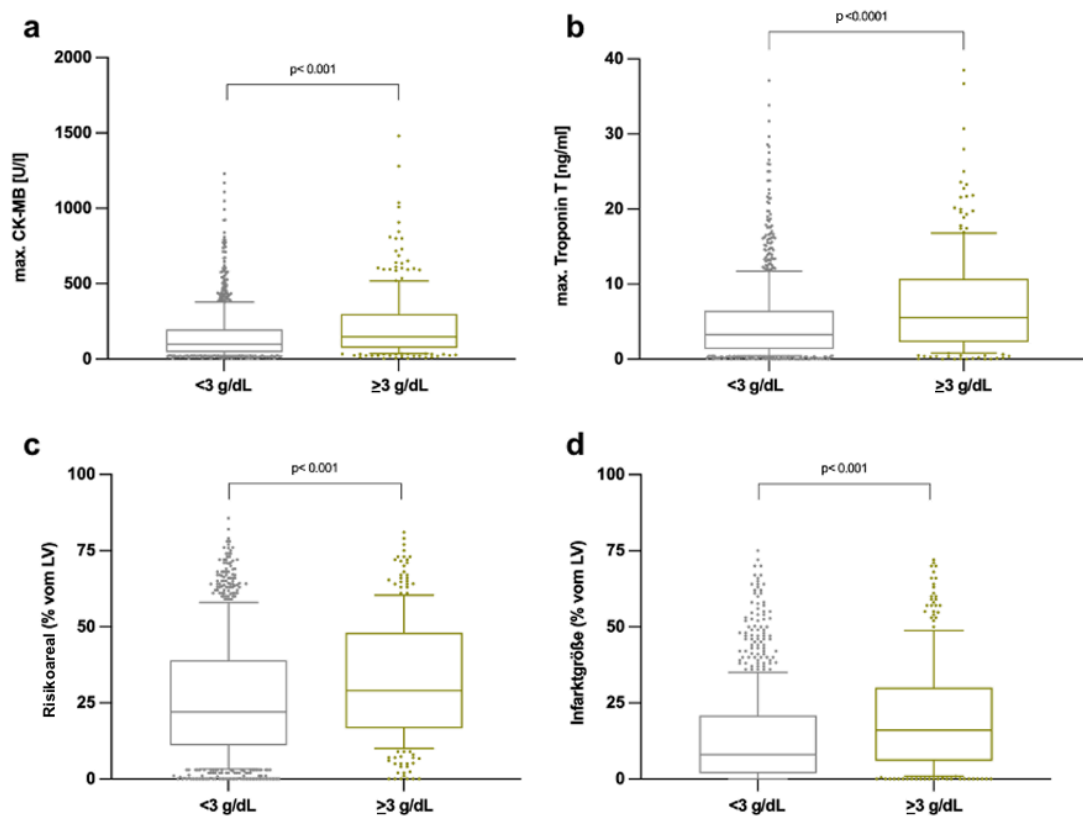 a
p< 0.001
max. CK-MB [U/l]
2000
1500
1000
500
0
<3 g/dL
≥3 g/dL
b
p <0.0001
max. Troponin T [ng/ml]
40
30
20
10
0
<3 g/dL
≥3 g/dL
c
p< 0.001
Risikoareal (% vom LV)
100
75
50
25
0
<3 g/dL
≥3 g/dL
d
p< 0.001
Infarktgröße (% vom LV)
100
75
50
25
0
<3 g/dL
≥3 g/dL